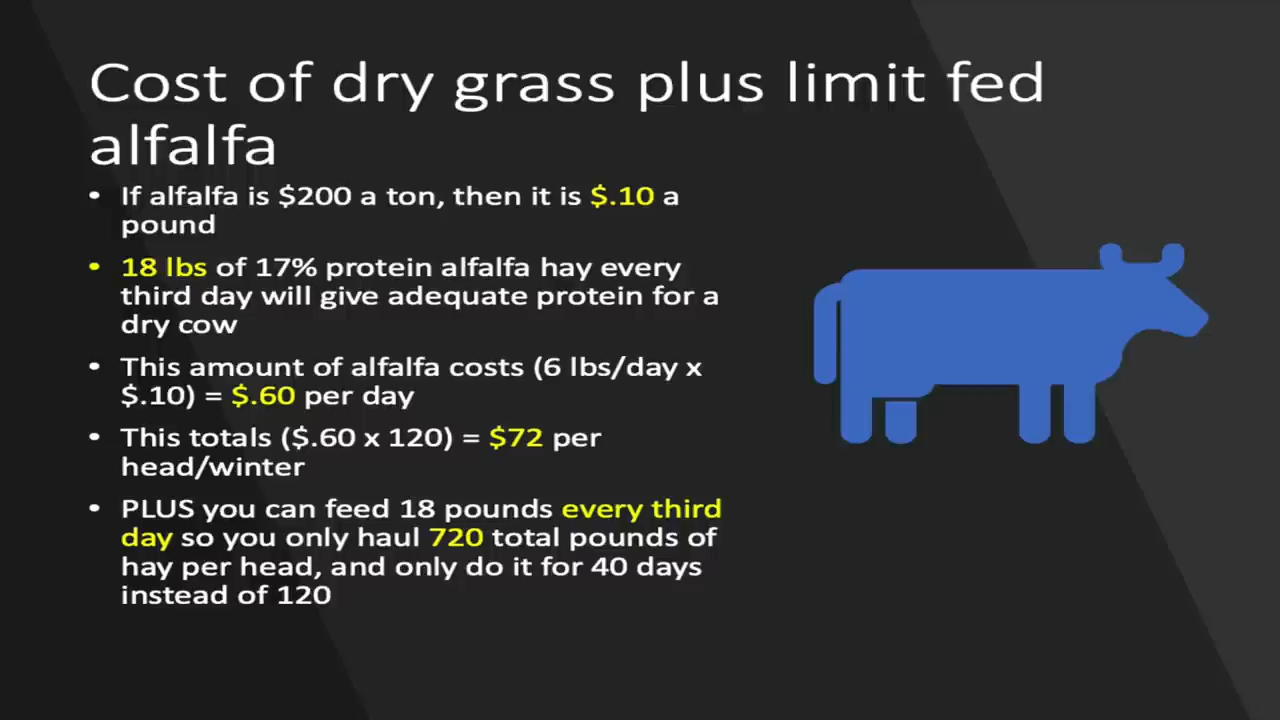 Cost of dry grass plus limit fed
alfalfa
• If alfalfa is $200 a ton, then it is $.10 a
pound
• 18 lbs of 17% protein alfalfa hay every
third day will give adequate protein for a
dry cow
• This amount of alfalfa costs (6 lbs/day x
$.10) = $.60 per day
• This totals ($.60 x 120) = $72 per
head/winter
• PLUS you can feed 18 pounds every third
day so you only haul 720 total pounds of
hay per head, and only do it for 40 days
instead of 120